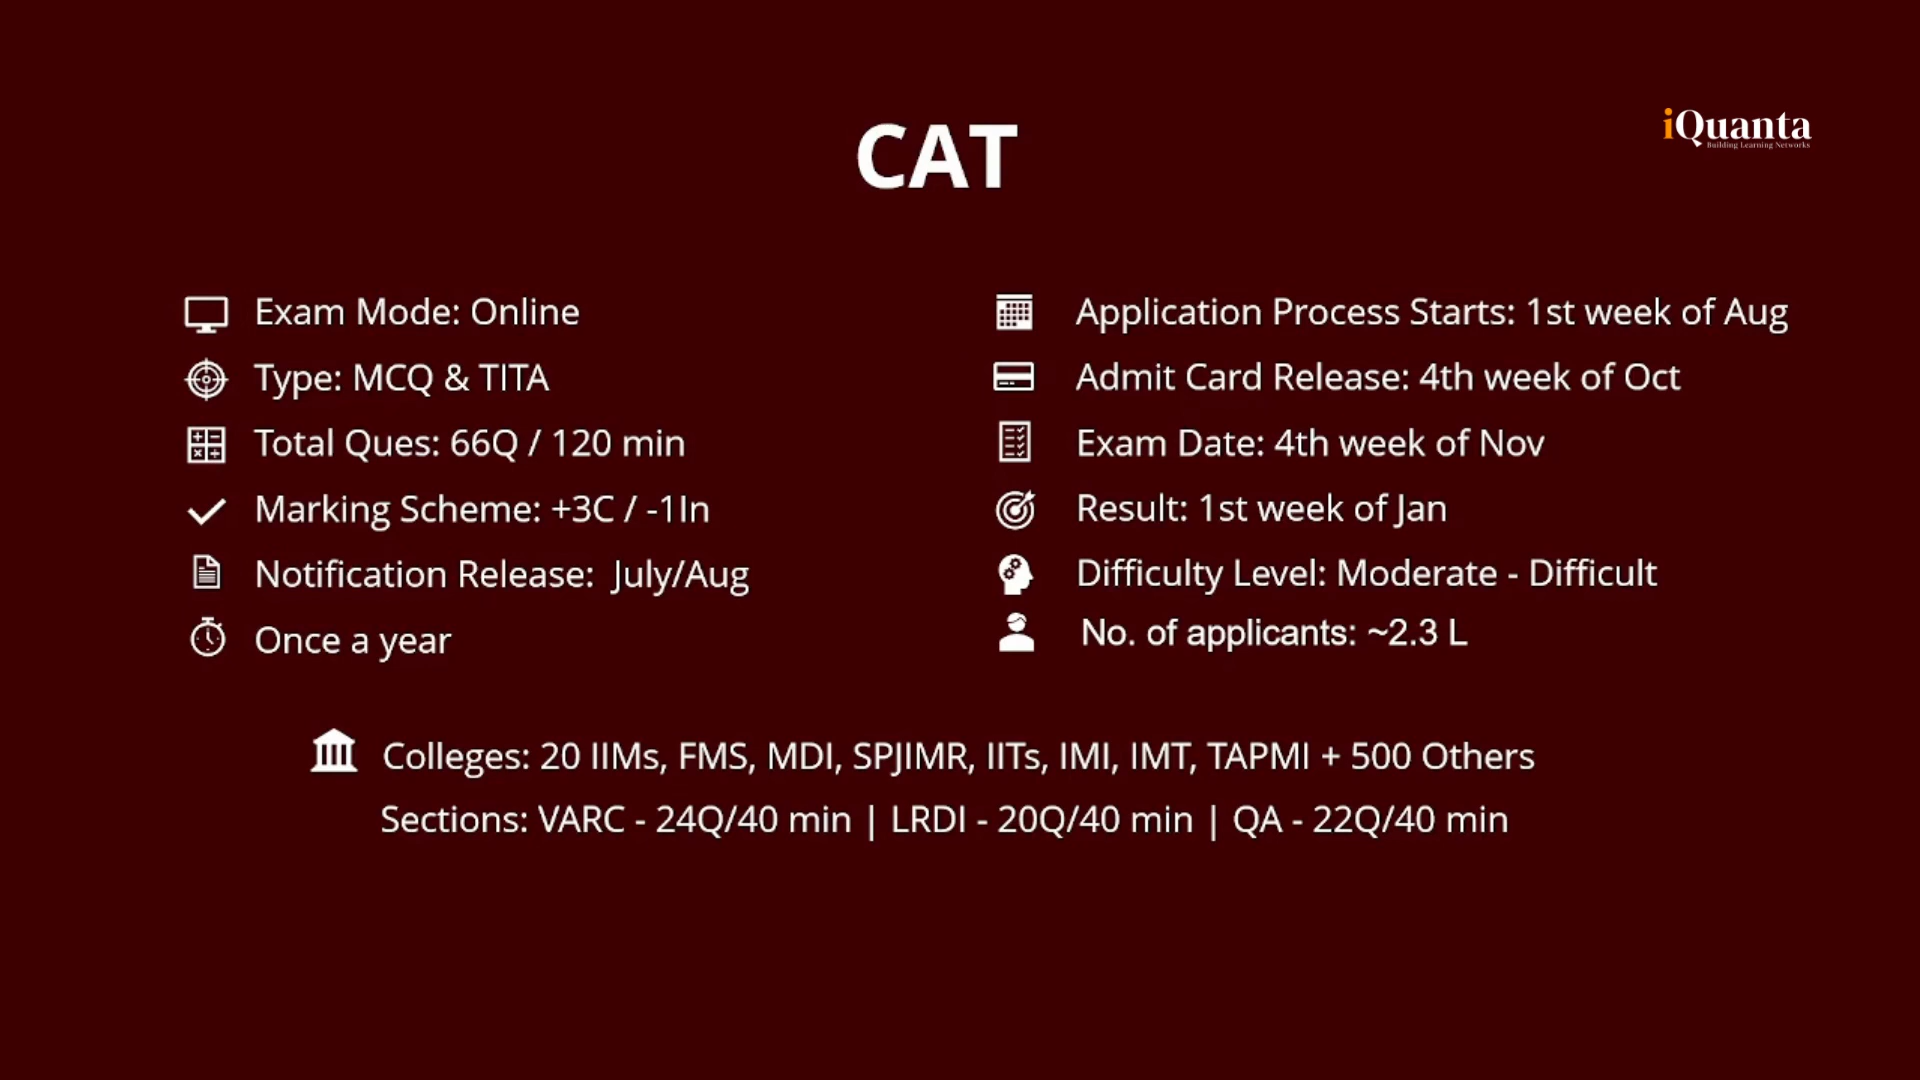 CAT
iQuanta
Building Learning Networks
Exam Mode: Online
Type: MCQ & TITA
Total Ques: 66Q / 120 min
Marking Scheme: +3C / -1In
Notification Release:  July/Aug
Once a year
Application Process Starts: 1st week of Aug
Admit Card Release: 4th week of Oct
Exam Date: 4th week of Nov
Result: 1st week of Jan
Difficulty Level: Moderate - Difficult
No. of applicants: ~2.3 L
Colleges: 20 IIMs, FMS, MDI, SPJIMR, IITs, IMI, IMT, TAPMI + 500 Others
Sections: VARC - 24Q/40 min | LRDI - 20Q/40 min | QA - 22Q/40 min